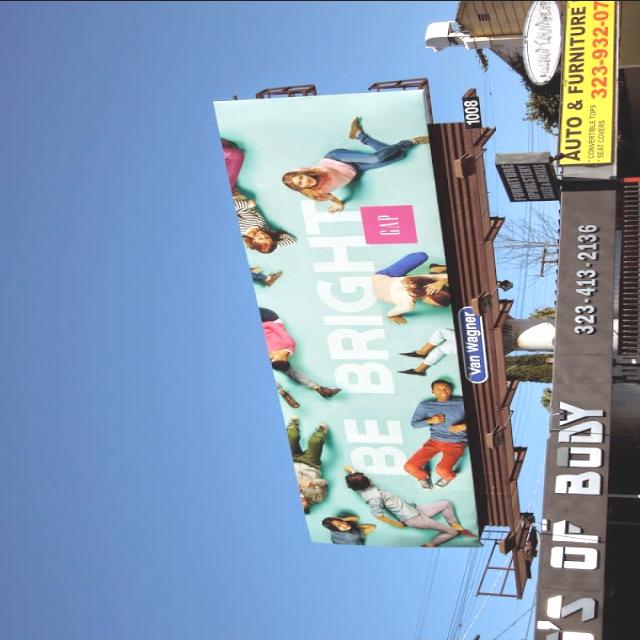 BE BRIGHT
GAP
Van Wagner
1008
'S OF BODY
323-413-2136
AUTO & FURNITURE
CONVERTIBLE TOPS
SEAT COVERS
323-932-07